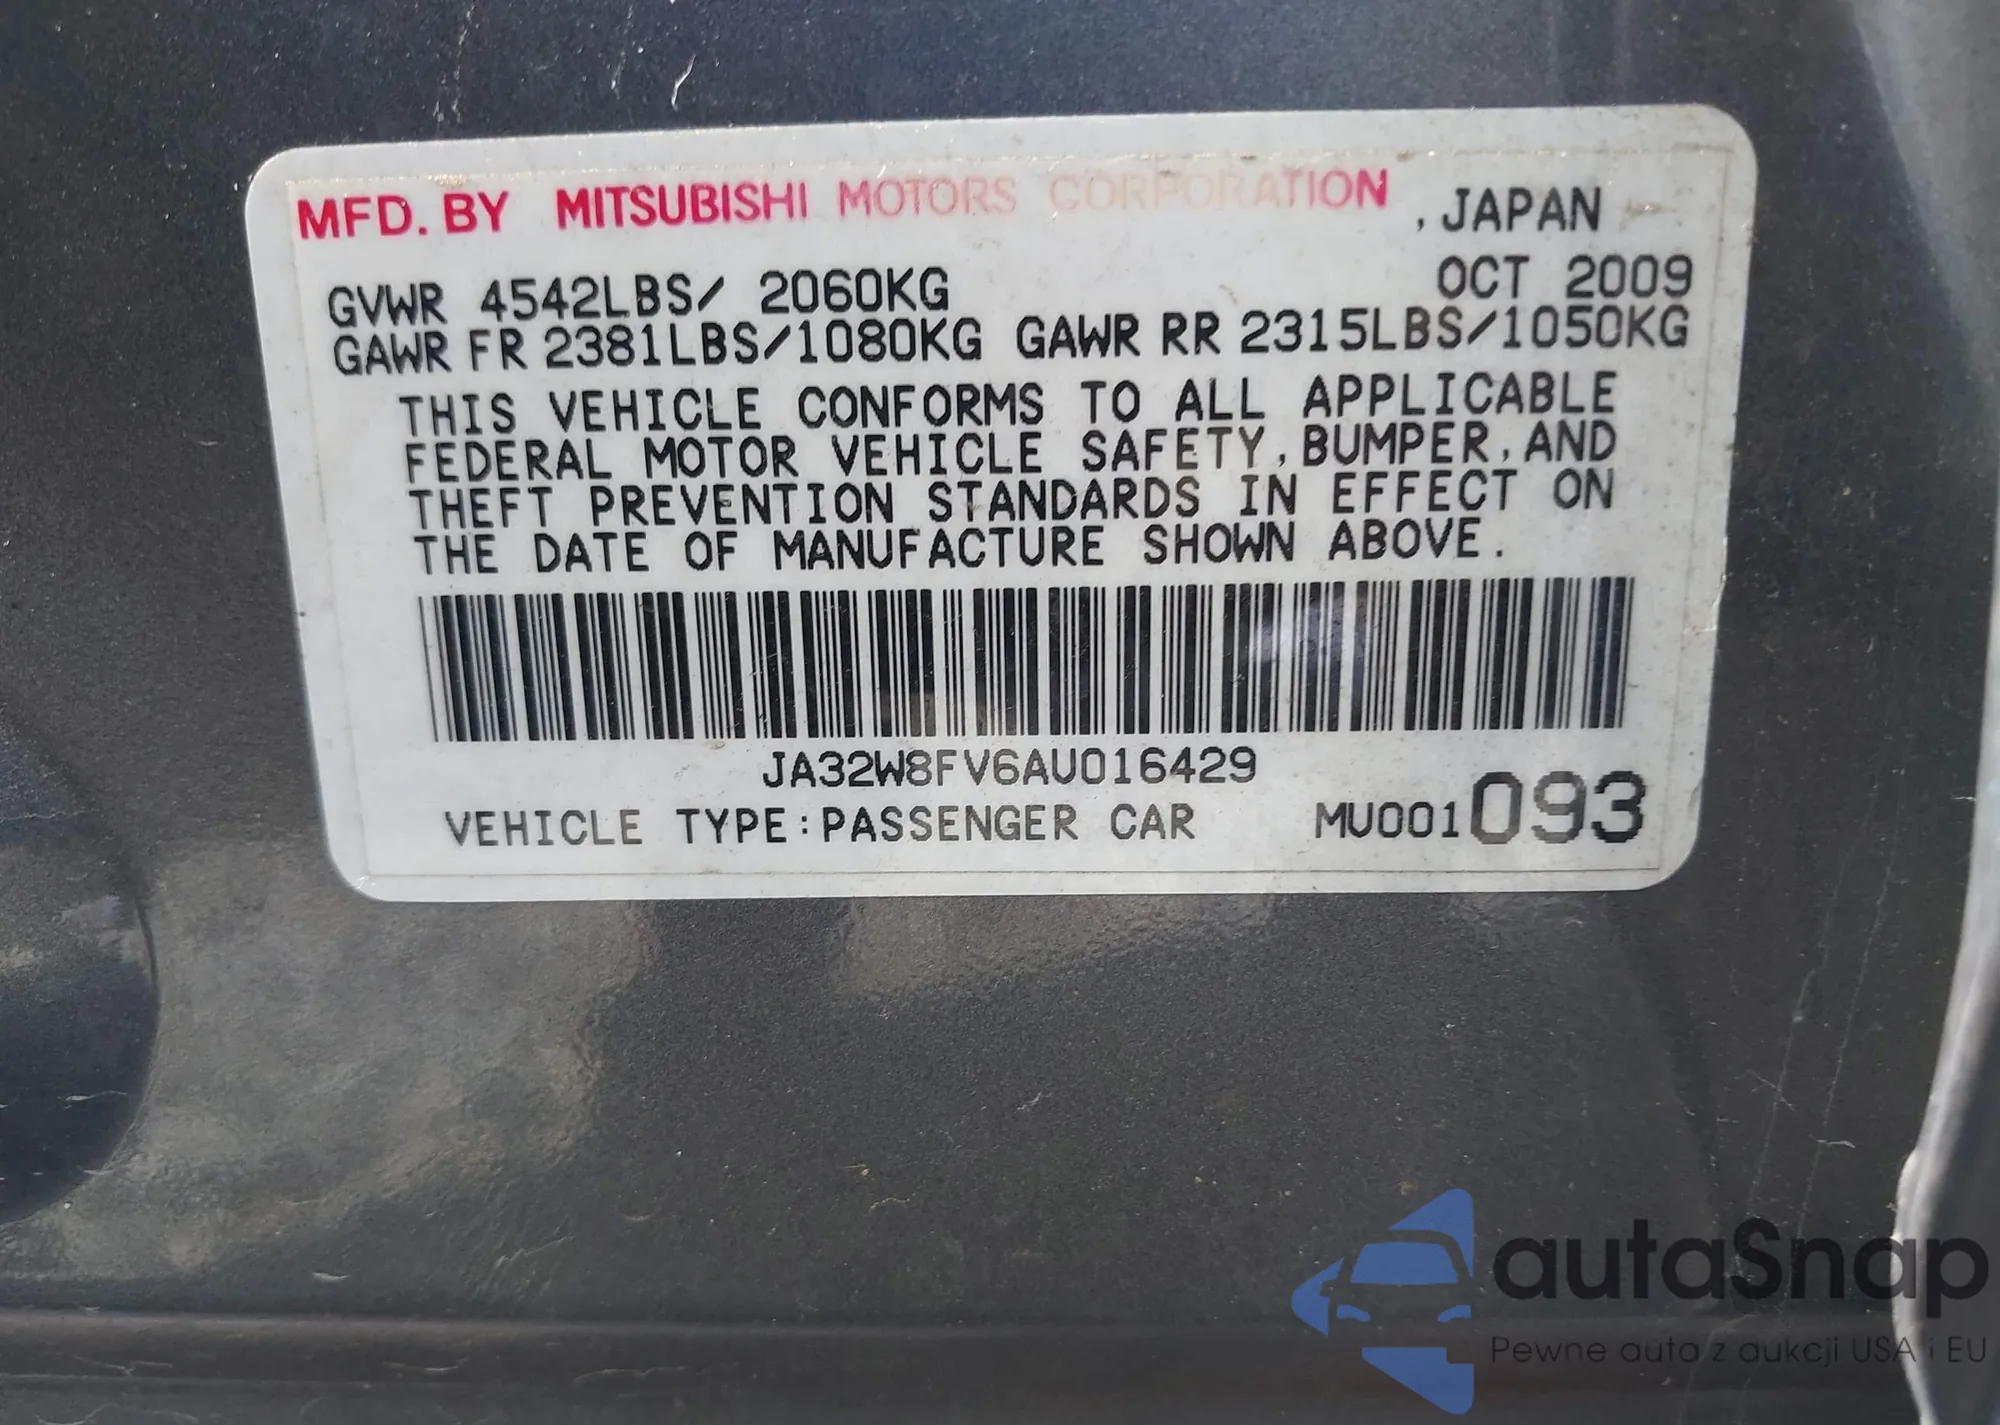 MFD. BY MITSUBISHI MOTORS CORPORATION , JAPAN
GVWR 4542LBS/ 2060KG OCT 2009
GAWR FR 2381LBS/1080KG GAWR RR 2315LBS/1050KG
THIS VEHICLE CONFORMS TO ALL APPLICABLE
FEDERAL MOTOR VEHICLE SAFETY, BUMPER, AND
THEFT PREVENTION STANDARDS IN EFFECT ON
THE DATE OF MANUFACTURE SHOWN ABOVE.
JA32W8FV6AU016429
VEHICLE TYPE:PASSENGER CAR MU001093
autaSnap
Pewne auta z aukcji USA i EU